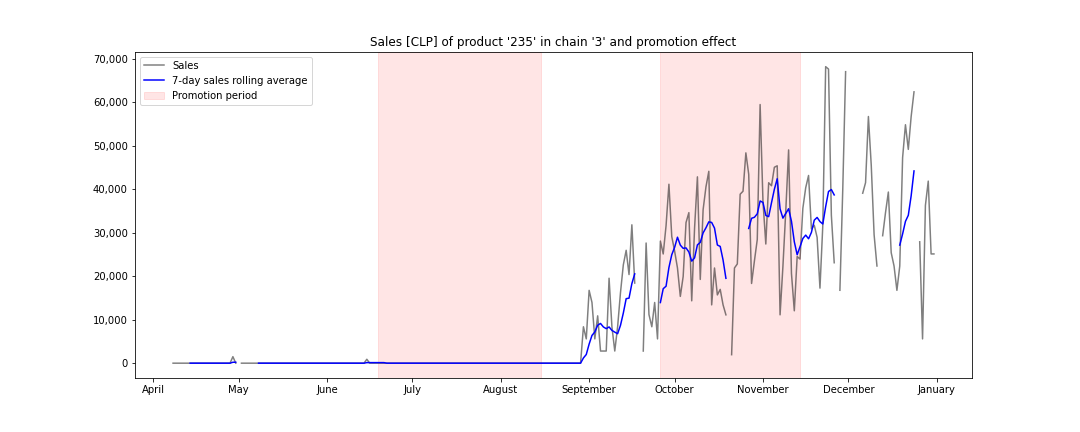 Sales [CLP] of product '235' in chain '3' and promotion effect
70,000
60,000
50,000
40,000
30,000
20,000
10,000
0
Sales
7-day sales rolling average
Promotion period
April May June July August September October November December January